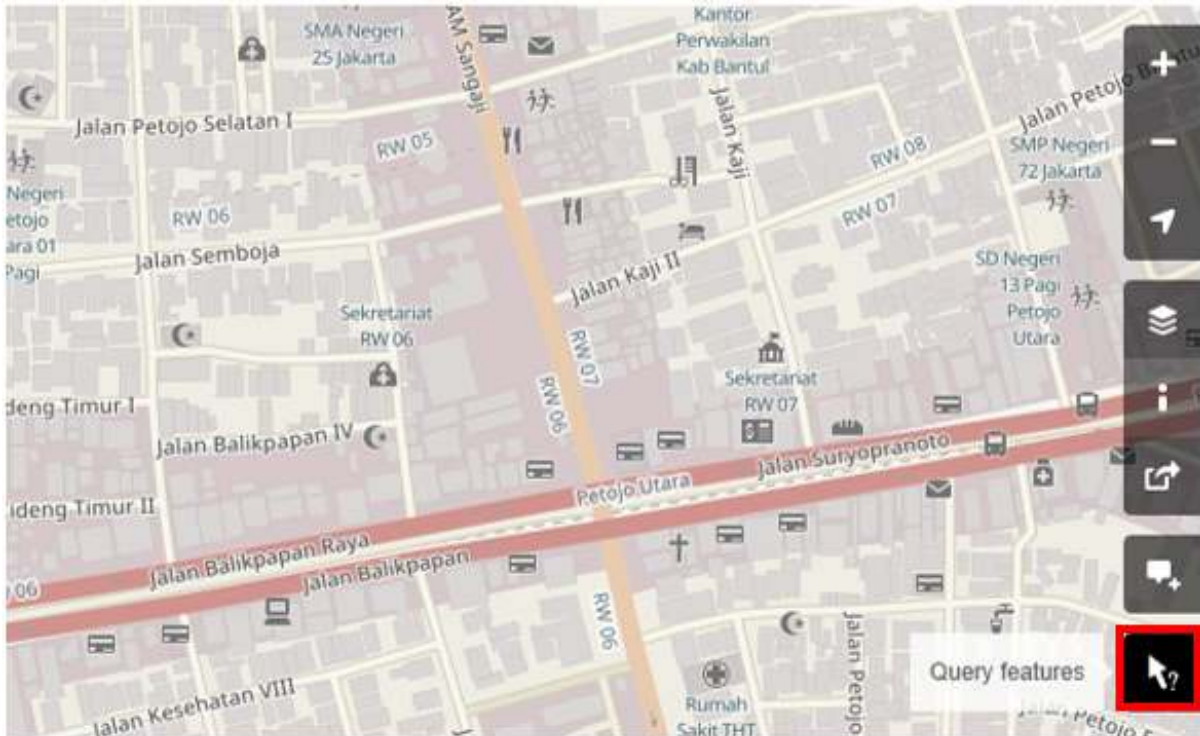 SMA Negeri
25 Jakarta
AM Sangaji
Kantor
Perwakilan
Kab Bantul
Jalan Petojo Selatan I
RW 05
Jalan Kaji
RW 08
Jalan Petojo
SMP Negeri
72 Jakarta
Negeri
etojo
ara 01
Pagi
RW 06
RW 07
Jalan Semboja
Jalan Kaji II
SD Negeri
13 Pagi
Petojo
Utara
Sekretariat
RW 06
RW 07
RW 06
Sekretariat
RW 07
deng Timur I
Jalan Balikpapan IV
Jalan Suryopranoto
Petojo Utara
ideng Timur II
Jalan Balikpapan Raya
Jalan Balikpapan
06
RW 06
Jalan Petojo
Query features
Jalan Kesehatan VIII
Rumah
Sakit THT
Petojo